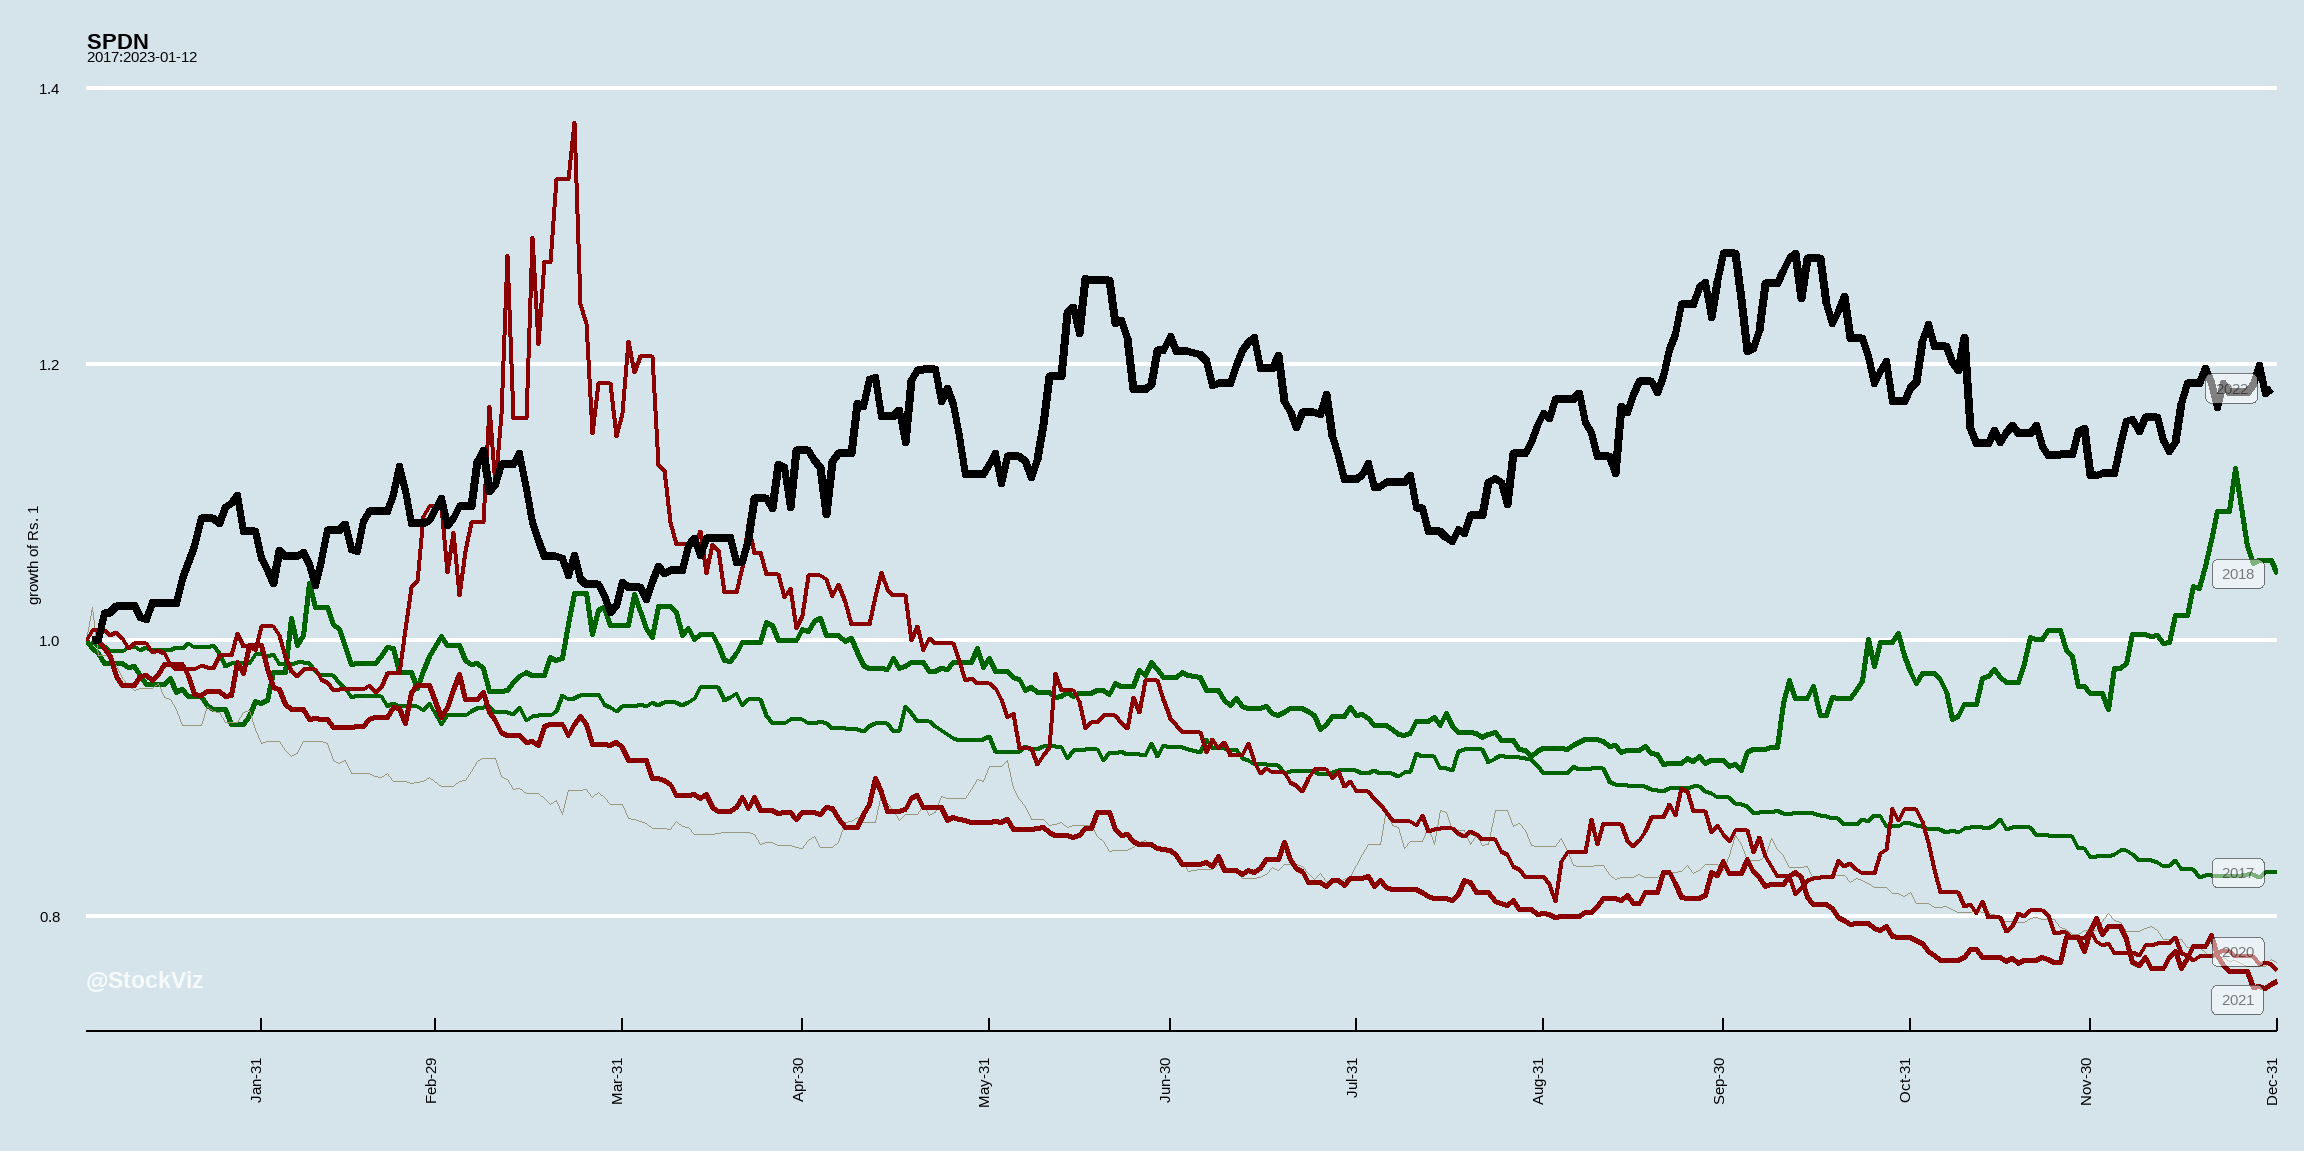 SPDN
2017:2023-01-12
1.4
1.2
1.0
0.8
growth of Rs. 1
2022
2018
2017
2020
2021
@StockViz
Jan-31
Feb-29
Mar-31
Apr-30
May-31
Jun-30
Jul-31
Aug-31
Sep-30
Oct-31
Nov-30
Dec-31